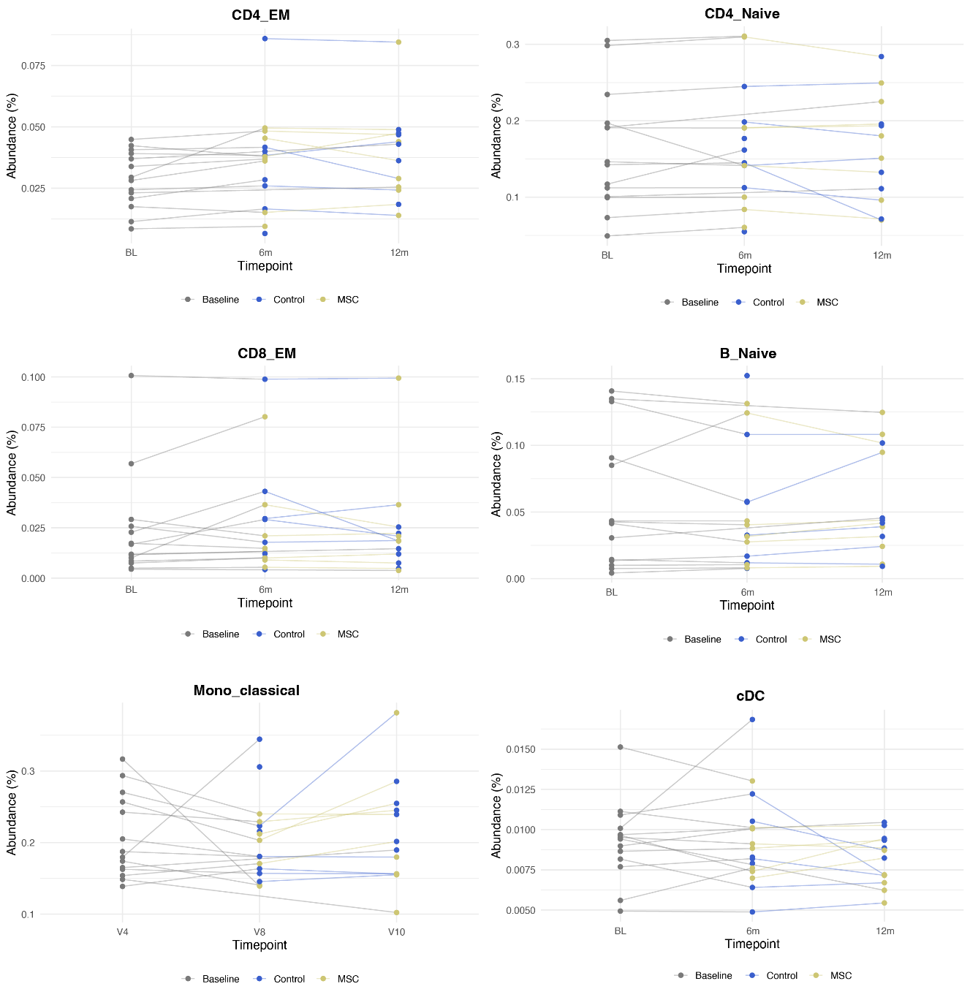 CD4_EM
Abundance (%)
0.075
0.050
0.025
BL 6m 12m
Timepoint
Baseline Control MSC
CD4_Naive
Abundance (%)
0.3
0.2
0.1
BL 6m 12m
Timepoint
Baseline Control MSC
CD8_EM
Abundance (%)
0.100
0.075
0.050
0.025
0.000
BL 6m 12m
Timepoint
Baseline Control MSC
B_Naive
Abundance (%)
0.15
0.10
0.05
0.00
BL 6m 12m
Timepoint
Baseline Control MSC
Mono_classical
Abundance (%)
0.3
0.2
0.1
V4 V8 V10
Timepoint
Baseline Control MSC
cDC
Abundance (%)
0.0150
0.0125
0.0100
0.0075
0.0050
BL 6m 12m
Timepoint
Baseline Control MSC